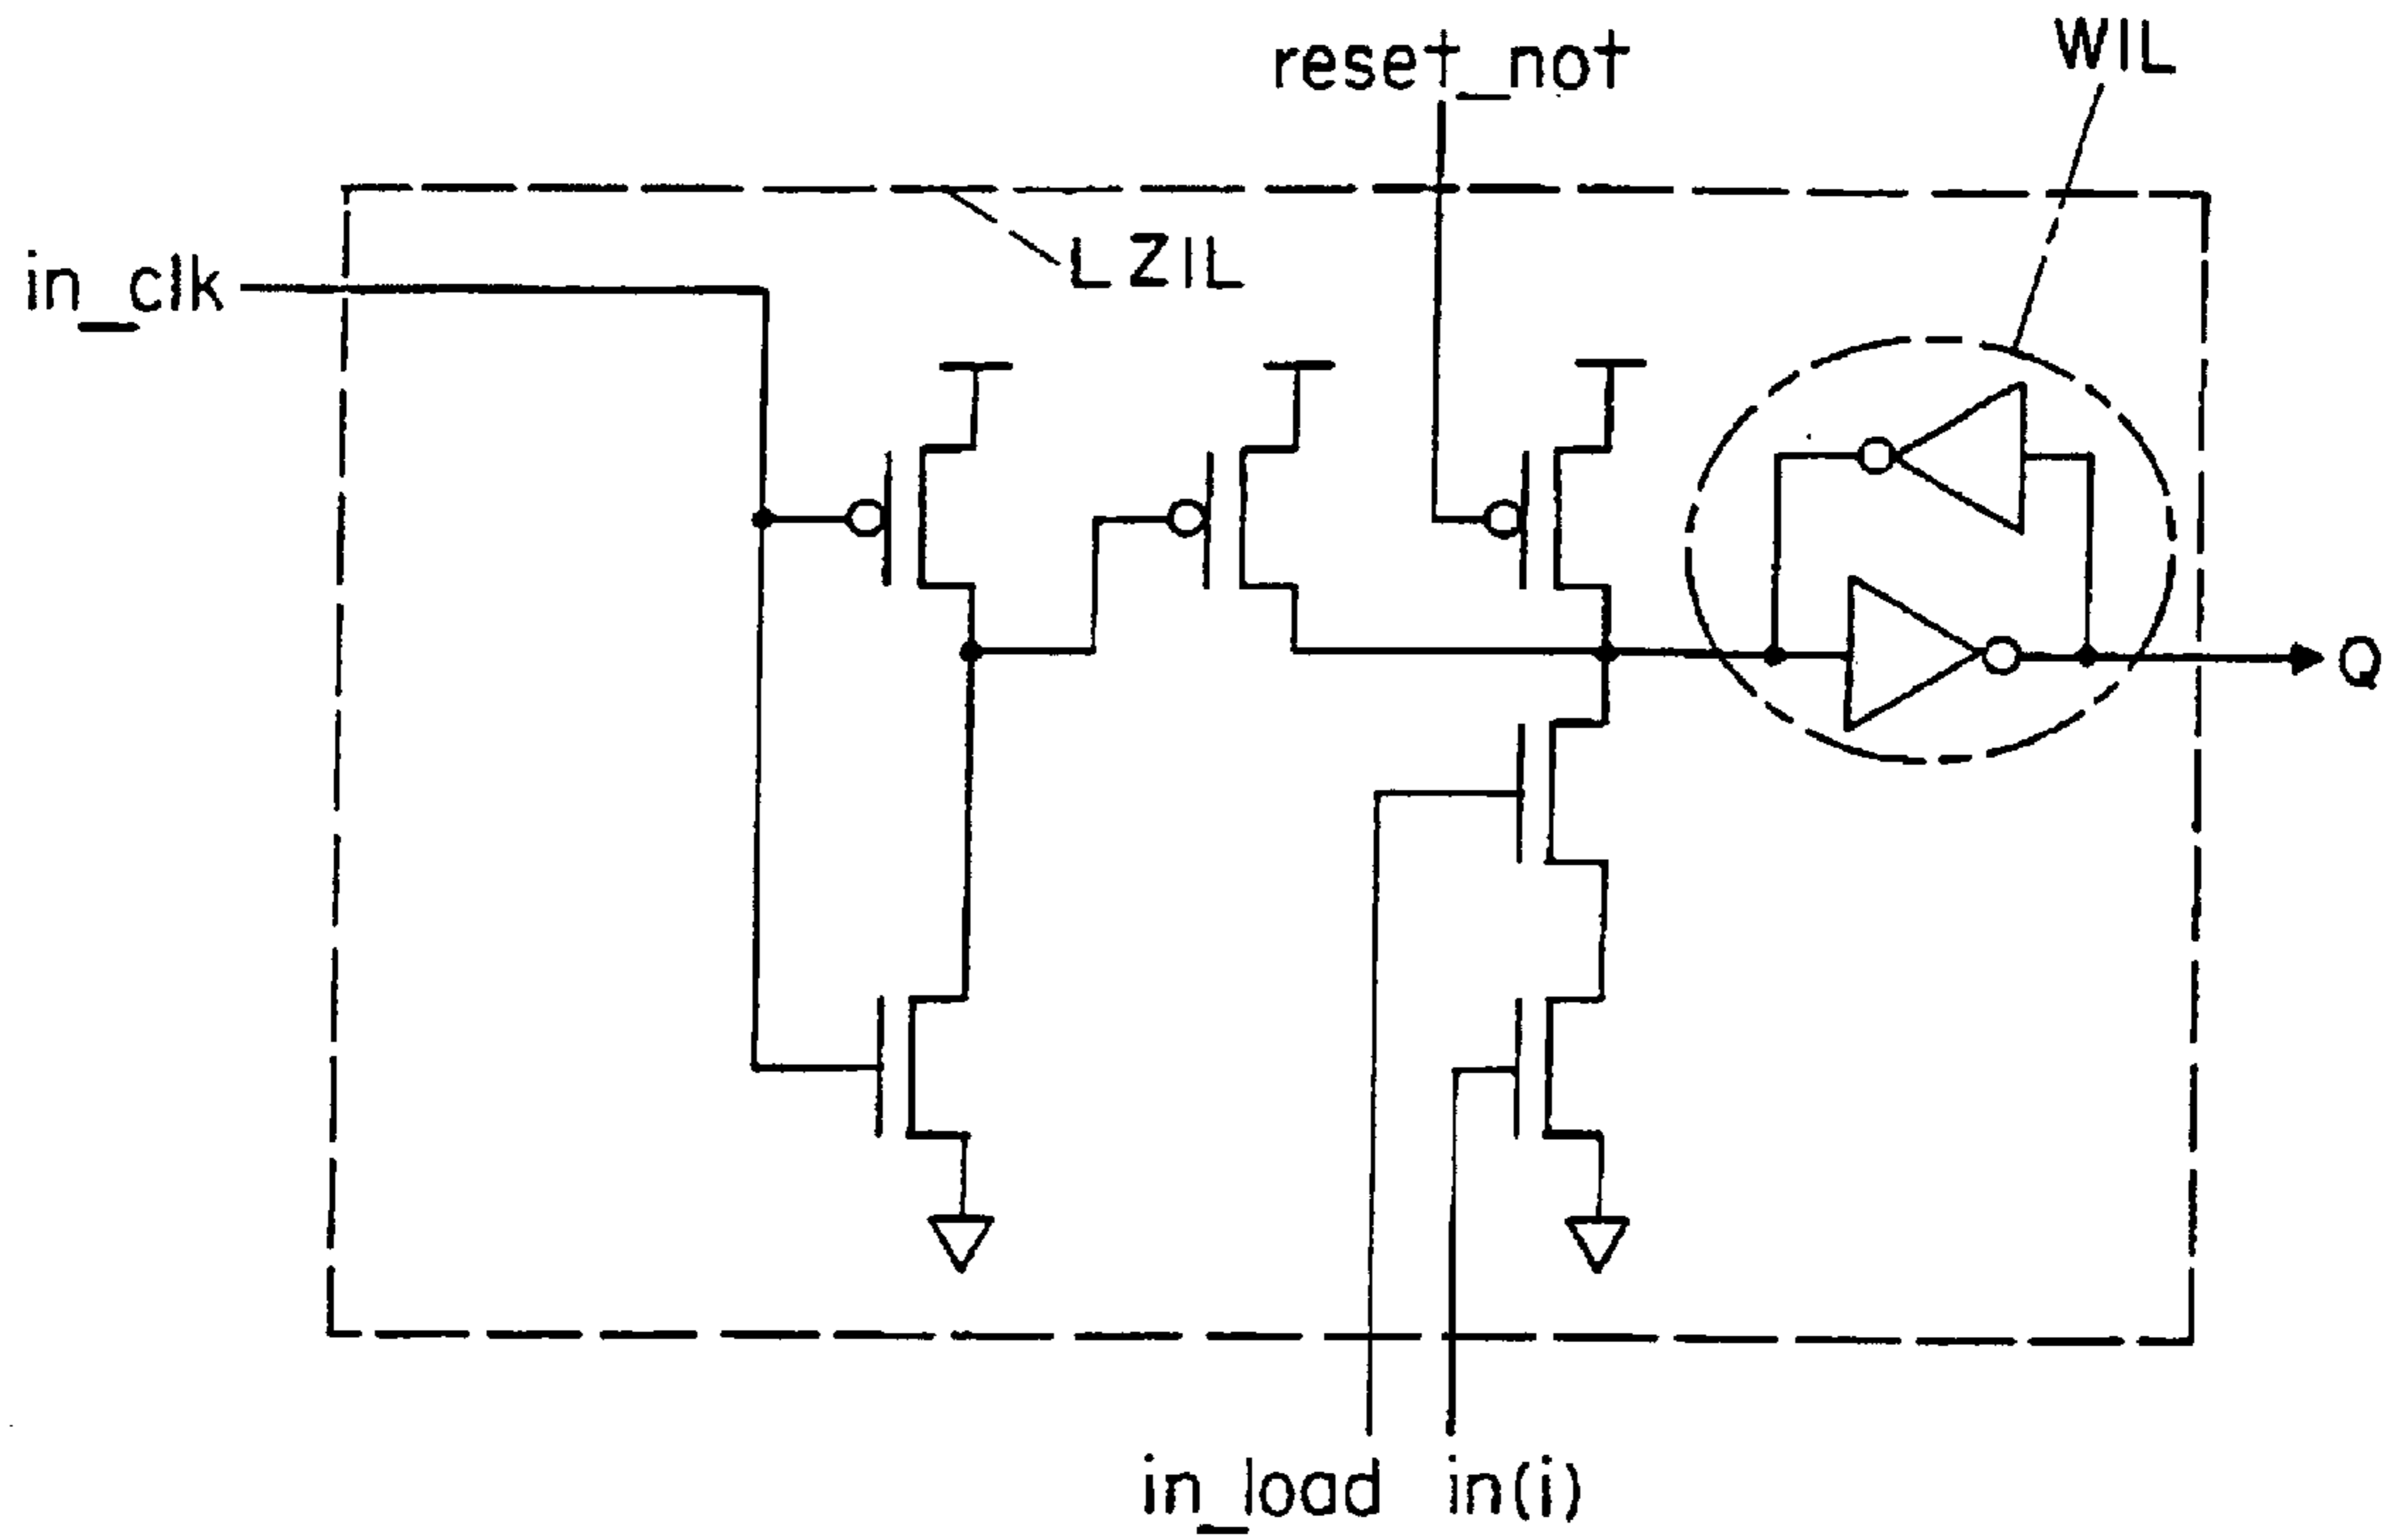 WIL
reset_not
LZIL
in_clk
Q
in_load in(i)